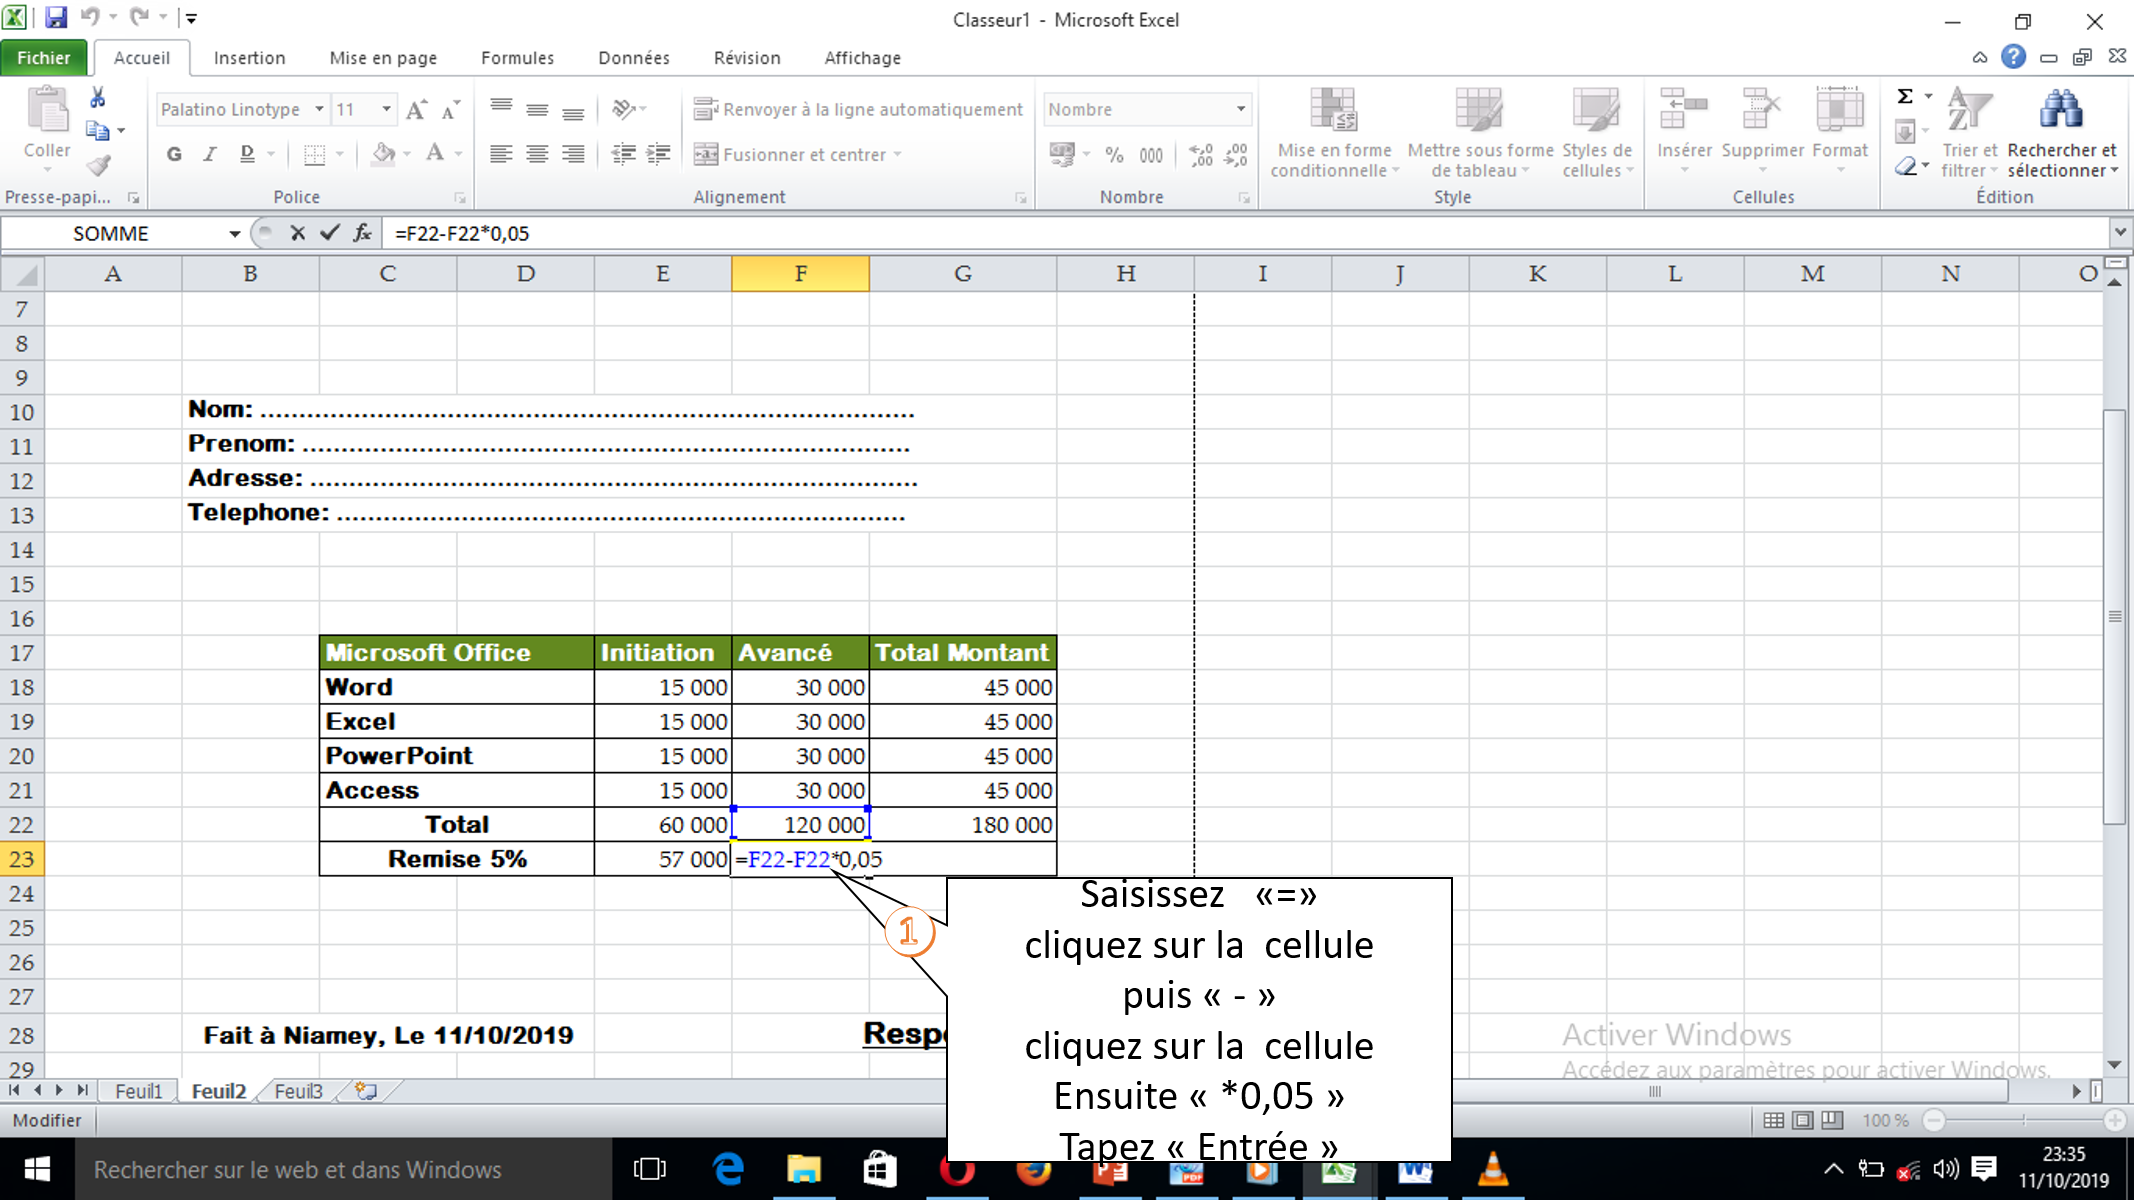 Classeur1 - Microsoft Excel
Fichier Accueil Insertion Mise en page Formules Données Révision Affichage
Palatino Linotype 11 Renvoyer à la ligne automatiquement Nombre
Coller G I D A Fusionner et centrer % 000 Mise en forme conditionnelle Mettre sous forme de tableau Styles de cellules Insérer Supprimer Format Σ Trier et filtrer Rechercher et sélectionner
Presse-papi... Police Alignement Nombre Style Cellules Édition
SOMME fx =F22-F22*0,05
A B C D E F G H I J K L M N O
7
8
9
10 Nom: ....................................................................................
11 Prenom: ..............................................................................
12 Adresse: ..............................................................................
13 Telephone: .........................................................................
14
15
16
17 Microsoft Office Initiation Avancé Total Montant
18 Word 15 000 30 000 45 000
19 Excel 15 000 30 000 45 000
20 PowerPoint 15 000 30 000 45 000
21 Access 15 000 30 000 45 000
22 Total 60 000 120 000 180 000
23 Remise 5% 57 000 =F22-F22*0,05
24
25
26
27
28 Fait à Niamey, Le 11/10/2019
29
1
Saisissez «=»
cliquez sur la cellule
puis « - »
cliquez sur la cellule
Ensuite « *0,05 »
Tapez « Entrée »
Activer Windows
Accédez aux paramètres pour activer Windows.
Feuil1 Feuil2 Feuil3
Modifier 100 %
Rechercher sur le web et dans Windows
23:35
11/10/2019